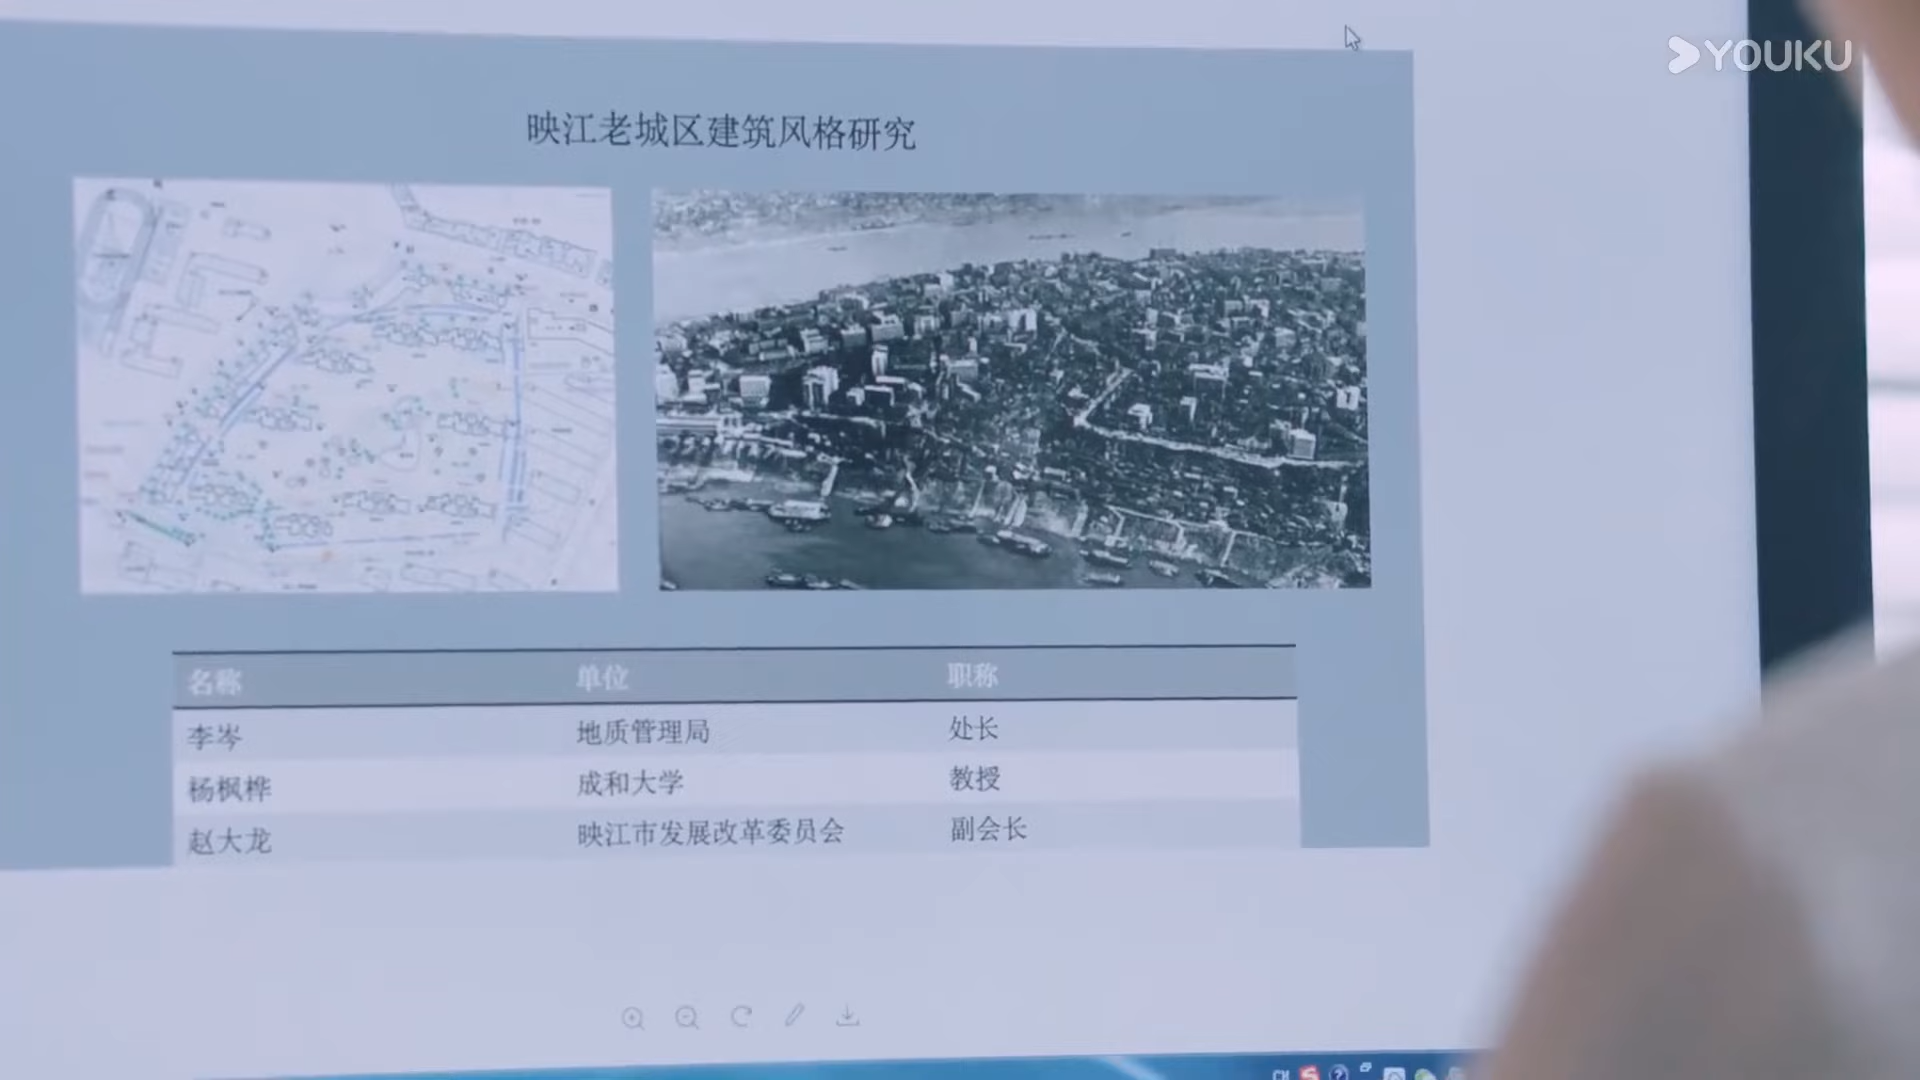 YOUKU
映江老城区建筑风格研究
名称 单位 职称
李岑 地质管理局 处长
杨枫桦 成和大学 教授
赵大龙 映江市发展改革委员会 副会长
CH